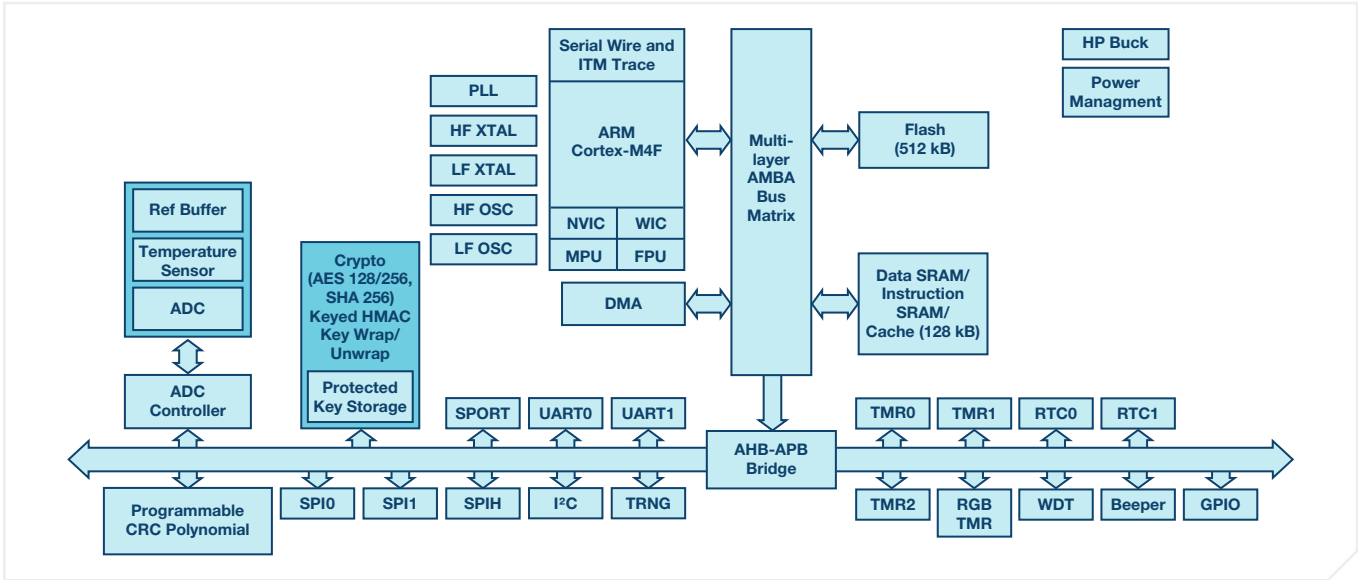 Serial Wire and
ITM Trace
HP Buck
Power
Managment
PLL
HF XTAL
LF XTAL
HF OSC
LF OSC
ARM
Cortex-M4F
NVIC
WIC
MPU
FPU
DMA
Multi-
layer
AMBA
Bus
Matrix
Flash
(512 kB)
Data SRAM/
Instruction
SRAM/
Cache (128 kB)
Ref Buffer
Temperature
Sensor
ADC
ADC
Controller
Crypto
(AES 128/256,
SHA 256)
Keyed HMAC
Key Wrap/
Unwrap
Protected
Key Storage
SPORT
UART0
UART1
AHB-APB
Bridge
TMR0
TMR1
RTC0
RTC1
Programmable
CRC Polynomial
SPI0
SPI1
SPIH
I²C
TRNG
TMR2
RGB
TMR
WDT
Beeper
GPIO